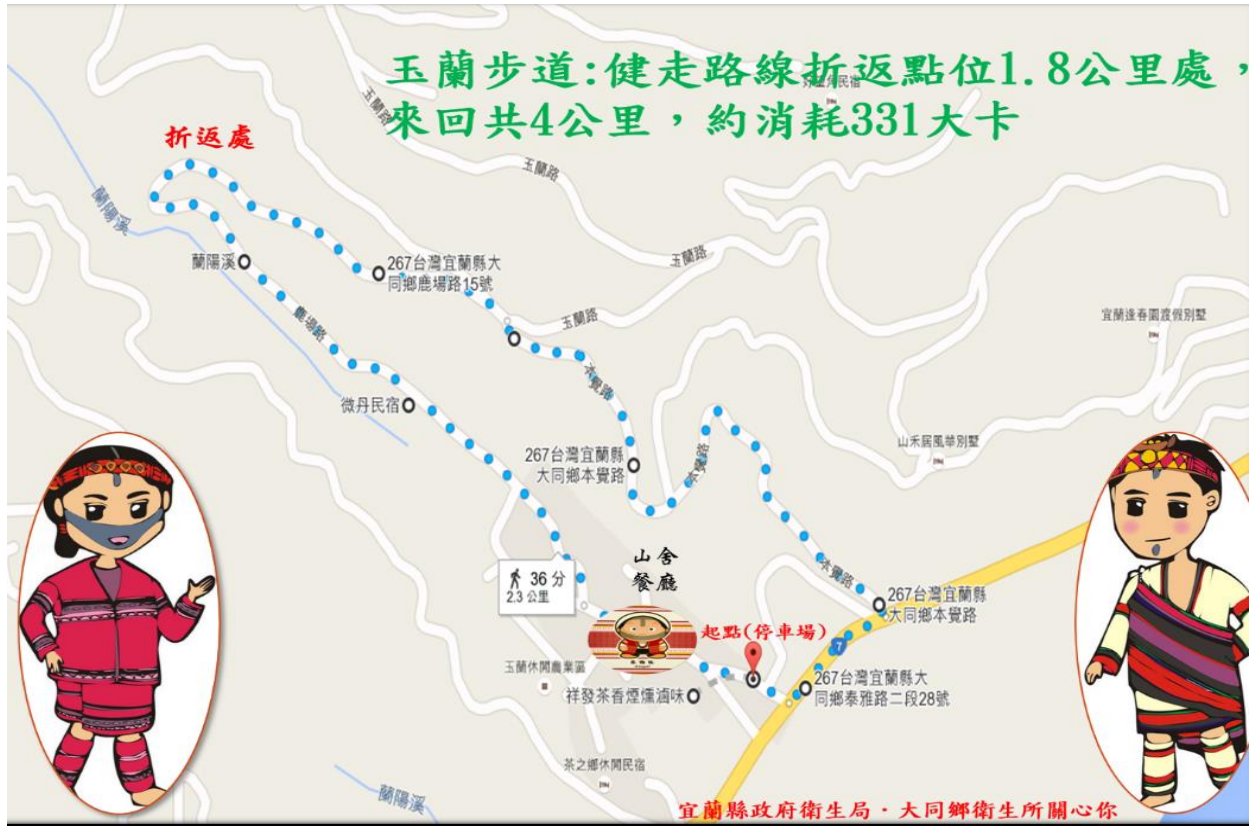 玉蘭步道:健走路線折返點位1.8公里處，
來回共4公里，約消耗331大卡
折返處
玉蘭路
玉蘭路
蘭陽溪
蘭陽溪
267台灣宜蘭縣大
同鄉鹿場路15號
玉蘭路
玉蘭路
宜蘭逢春園渡假別墅
鹿場路
本覺路
微丹民宿
山禾居風華別墅
267台灣宜蘭縣
大同鄉本覺路
本覺路
36 分
2.3 公里
山舍
餐廳
本覺路
267台灣宜蘭縣
大同鄉本覺路
起點(停車場)
7
玉蘭休閒農業區
祥發茶香煙燻滷味
267台灣宜蘭縣大
同鄉泰雅路二段28號
茶之鄉休閒民宿
蘭陽溪
宜蘭縣政府衛生局．大同鄉衛生所關心你